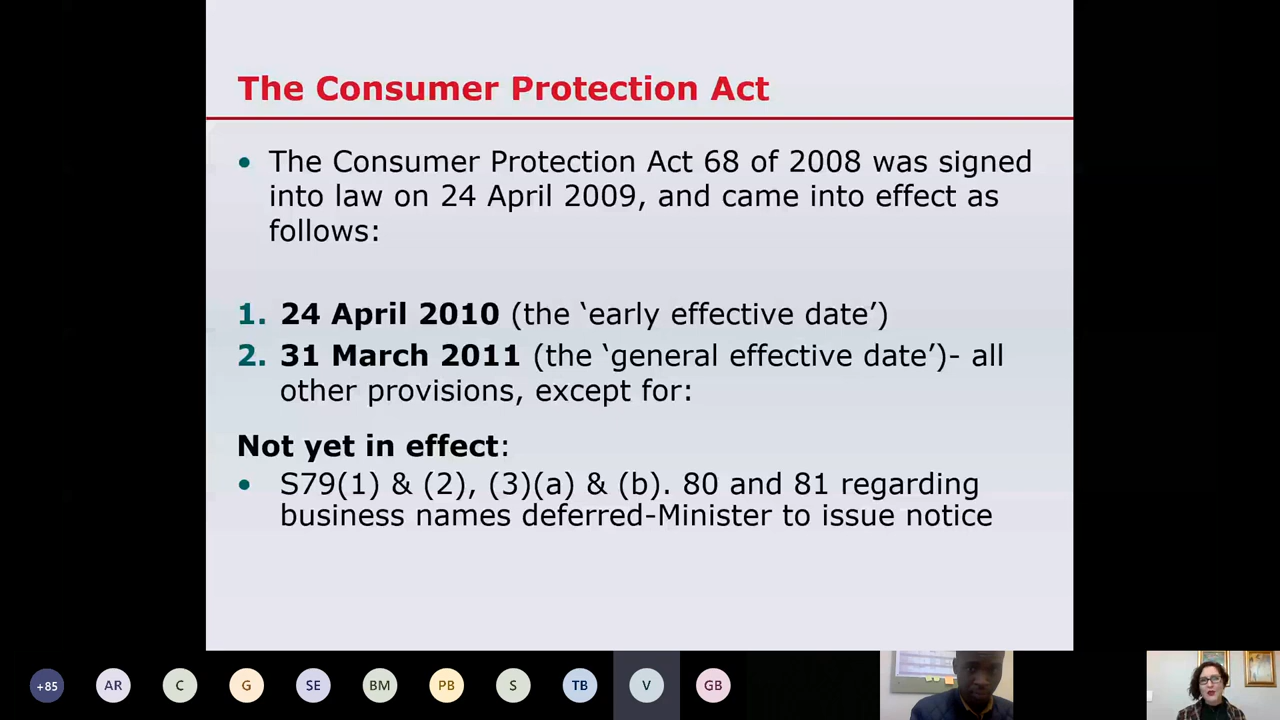 The Consumer Protection Act
• The Consumer Protection Act 68 of 2008 was signed
into law on 24 April 2009, and came into effect as
follows:
1. 24 April 2010 (the ‘early effective date’)
2. 31 March 2011 (the ‘general effective date’)- all
other provisions, except for:
Not yet in effect:
• S79(1) & (2), (3)(a) & (b). 80 and 81 regarding
business names deferred-Minister to issue notice
+85 AR C G SE BM PB S TB V GB